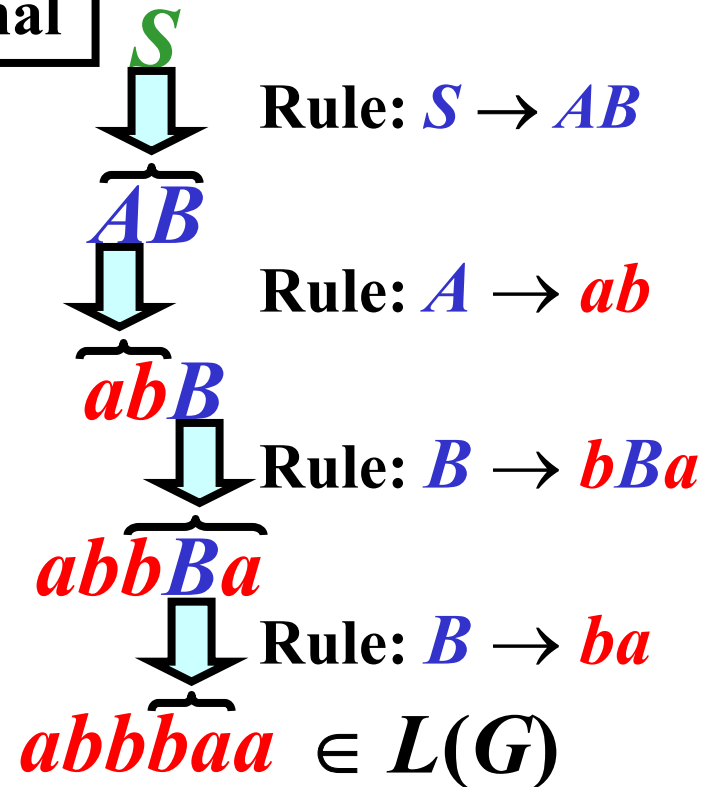 nal
S
Rule: S → AB
AB
Rule: A → ab
abB
Rule: B → bBa
abbBa
Rule: B → ba
abbbaa ∈ L(G)